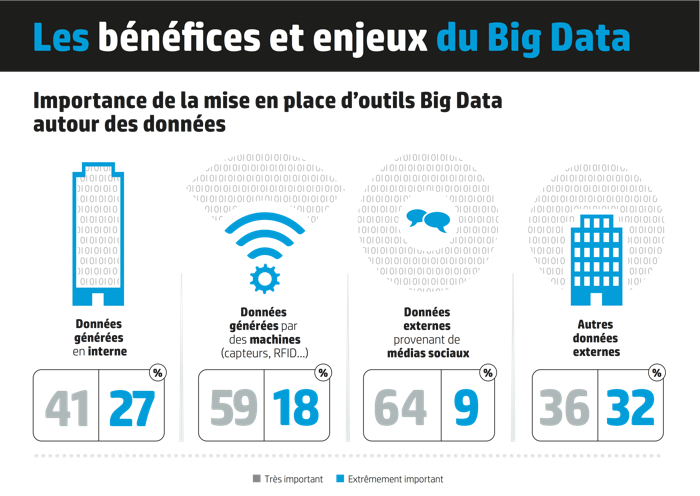 Les bénéfices et enjeux du Big Data
Importance de la mise en place d’outils Big Data
autour des données
Données
générées
en interne
41 27 %
Données
générées par
des machines
(capteurs, RFID...)
59 18 %
Données
externes
provenant de
médias sociaux
64 9 %
Autres
données
externes
36 32 %
Très important
Extrêmement important